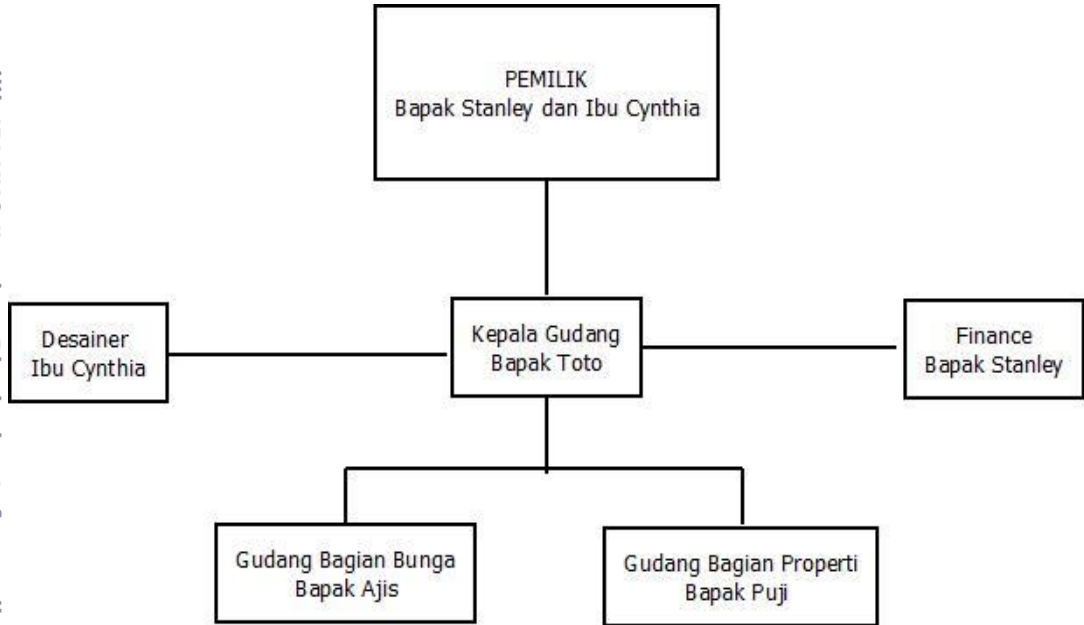 PEMILIK
Bapak Stanley dan Ibu Cynthia
Desainer
Ibu Cynthia
Kepala Gudang
Bapak Toto
Finance
Bapak Stanley
Gudang Bagian Bunga
Bapak Ajis
Gudang Bagian Properti
Bapak Puji